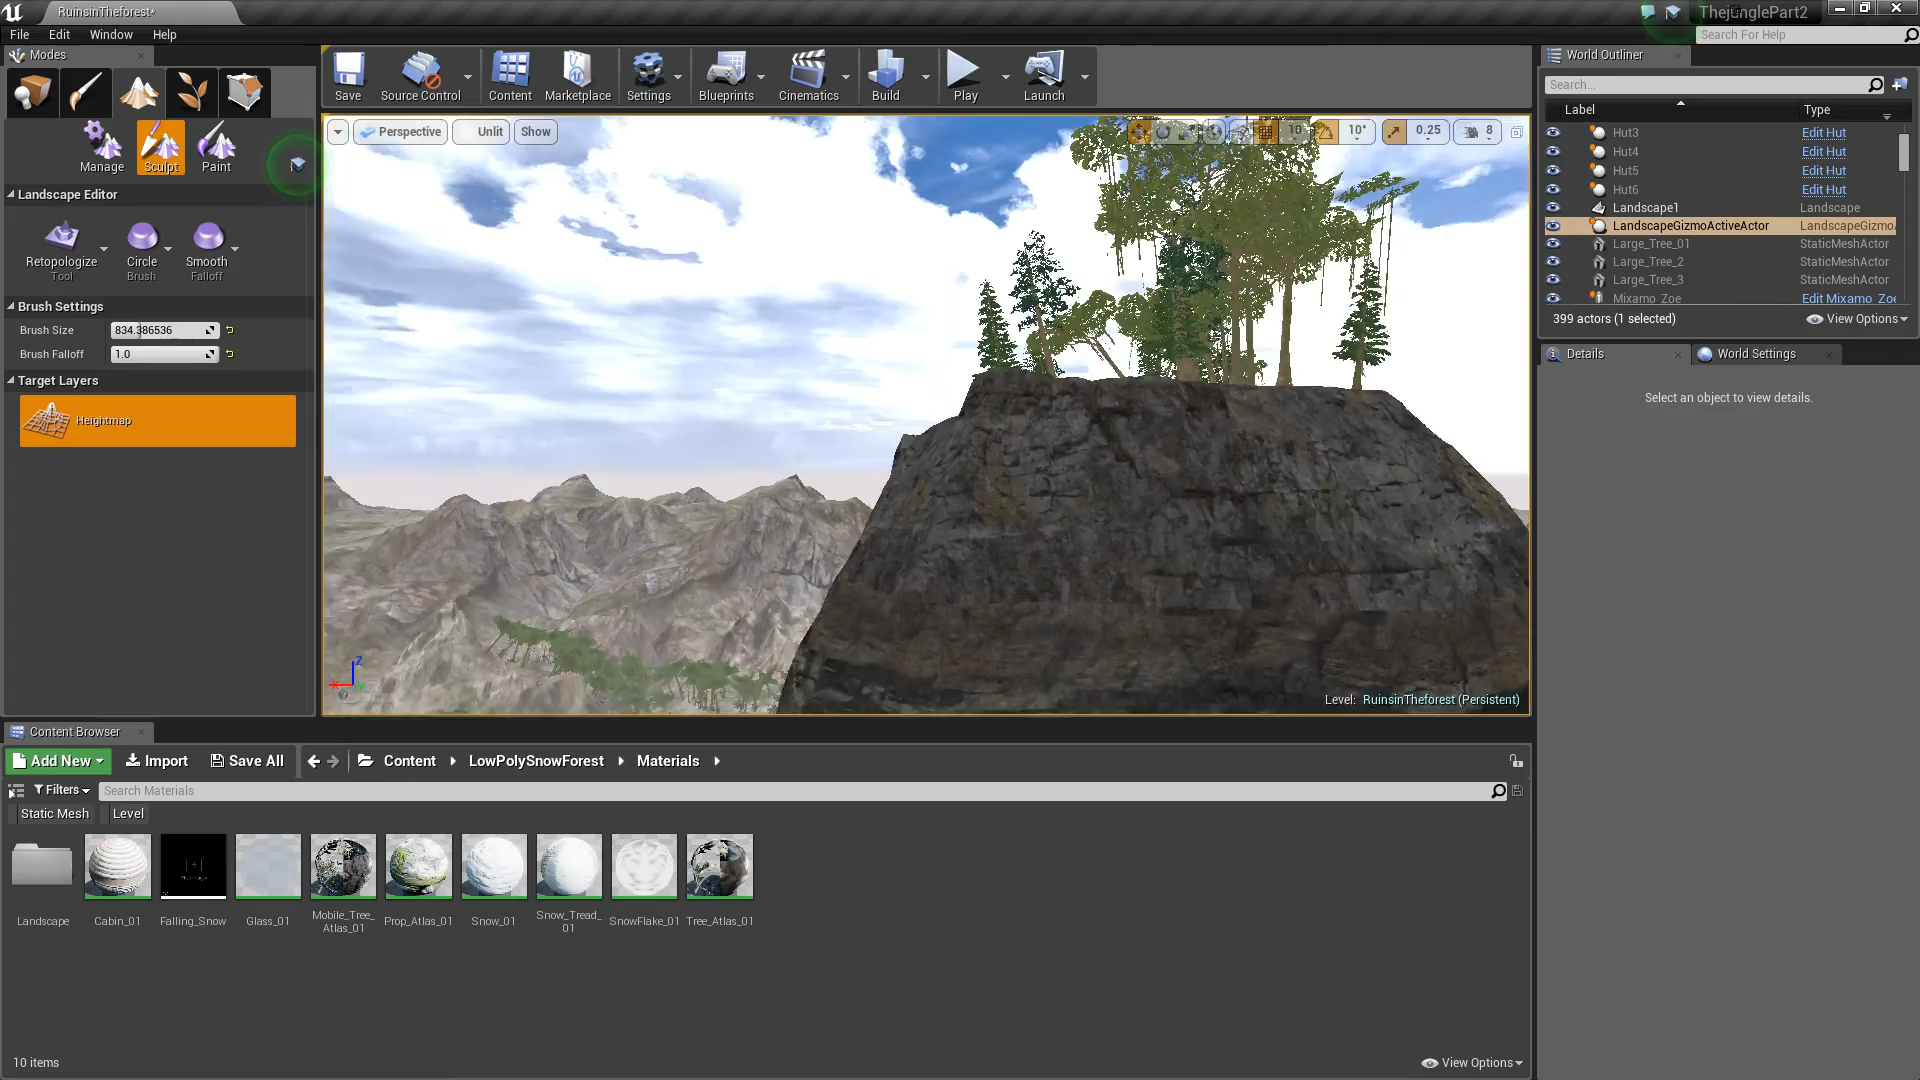 RuinsinTheforest*
ThejunglePart2
File Edit Window Help
Search For Help
Modes
Save
Source Control
Content
Marketplace
Settings
Blueprints
Cinematics
Build
Play
Launch
World Outliner
Search...
Label Type
Hut3 Edit Hut
Hut4 Edit Hut
Hut5 Edit Hut
Hut6 Edit Hut
Landscape1 Landscape
LandscapeGizmoActiveActor LandscapeGizmoA
Large_Tree_01 StaticMeshActor
Large_Tree_2 StaticMeshActor
Large_Tree_3 StaticMeshActor
Mixamo_Zoe Edit Mixamo_Zoe
399 actors (1 selected)
View Options
Details
World Settings
Select an object to view details.
Manage
Sculpt
Paint
Landscape Editor
Retopologize
Tool
Circle
Brush
Smooth
Falloff
Brush Settings
Brush Size 834.386536
Brush Falloff 1.0
Target Layers
Heightmap
Perspective
Unlit
Show
10
10°
0.25
8
Z
Level: RuinsinTheforest (Persistent)
Content Browser
Add New
Import
Save All
Content
LowPolySnowForest
Materials
Filters
Search Materials
Static Mesh
Level
Landscape
Cabin_01
Falling_Snow
Glass_01
Mobile_Tree_
Atlas_01
Prop_Atlas_01
Snow_01
Snow_Tread_
01
SnowFlake_01
Tree_Atlas_01
10 items
View Options